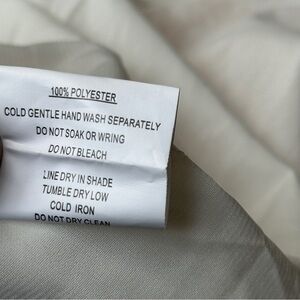 100% POLYESTER
COLD GENTLE HAND WASH SEPARATELY
DO NOT SOAK OR WRING
DO NOT BLEACH
LINE DRY IN SHADE
TUMBLE DRY LOW
COLD IRON
DO NOT DRY CLEAN